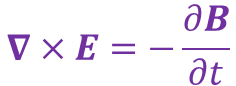 ∇ × E = − ∂B/∂t